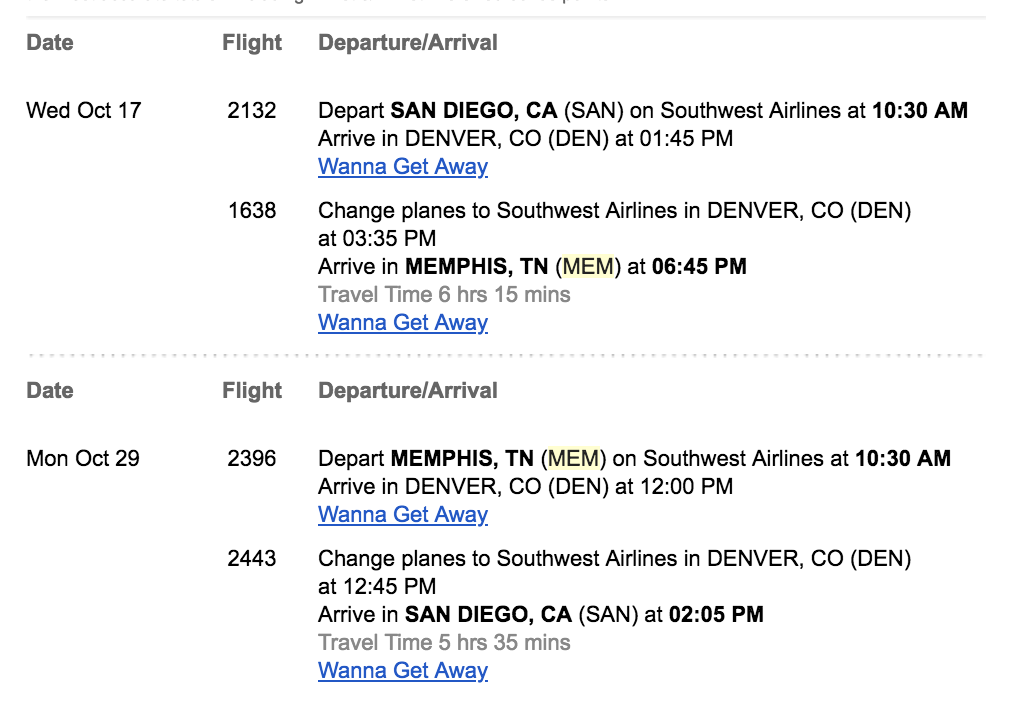 Date Flight Departure/Arrival
Wed Oct 17 2132 Depart SAN DIEGO, CA (SAN) on Southwest Airlines at 10:30 AM
Arrive in DENVER, CO (DEN) at 01:45 PM
Wanna Get Away
1638 Change planes to Southwest Airlines in DENVER, CO (DEN)
at 03:35 PM
Arrive in MEMPHIS, TN (MEM) at 06:45 PM
Travel Time 6 hrs 15 mins
Wanna Get Away
Date Flight Departure/Arrival
Mon Oct 29 2396 Depart MEMPHIS, TN (MEM) on Southwest Airlines at 10:30 AM
Arrive in DENVER, CO (DEN) at 12:00 PM
Wanna Get Away
2443 Change planes to Southwest Airlines in DENVER, CO (DEN)
at 12:45 PM
Arrive in SAN DIEGO, CA (SAN) at 02:05 PM
Travel Time 5 hrs 35 mins
Wanna Get Away